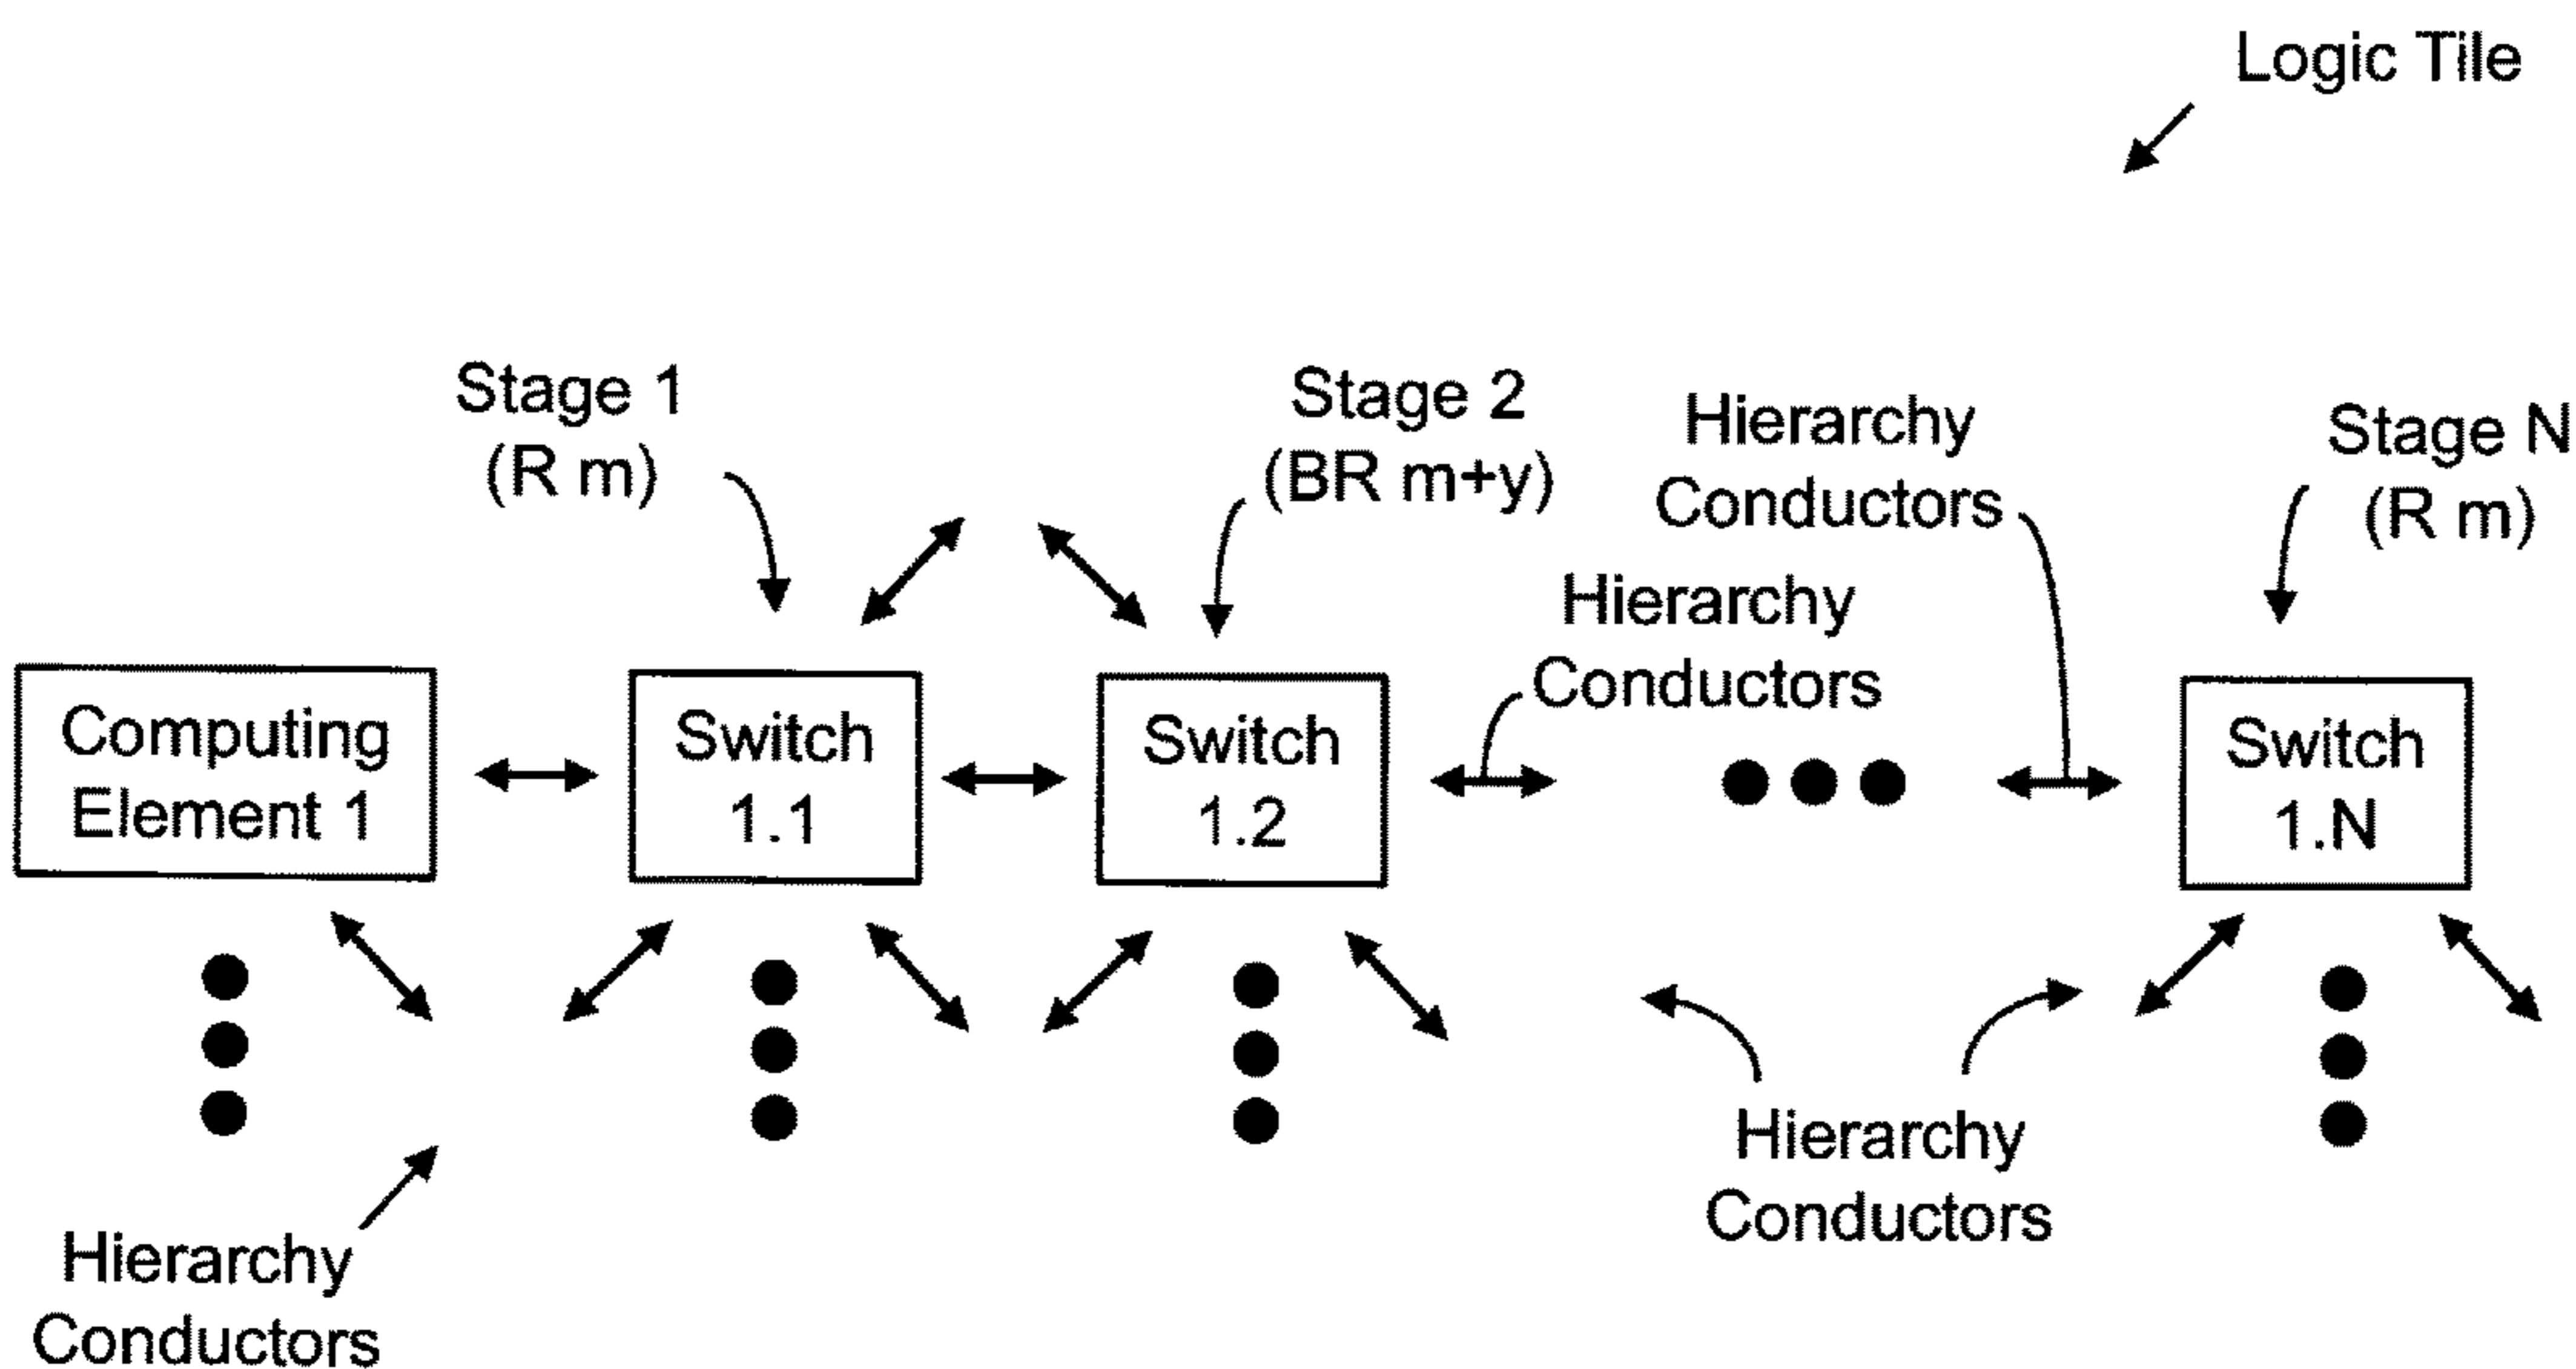 Logic Tile
Stage 1
(R m)
Stage 2
(BR m+y)
Hierarchy
Conductors
Stage N
(R m)
Hierarchy
Conductors
Computing
Element 1
Switch
1.1
Switch
1.2
Switch
1.N
Hierarchy
Conductors
Hierarchy
Conductors